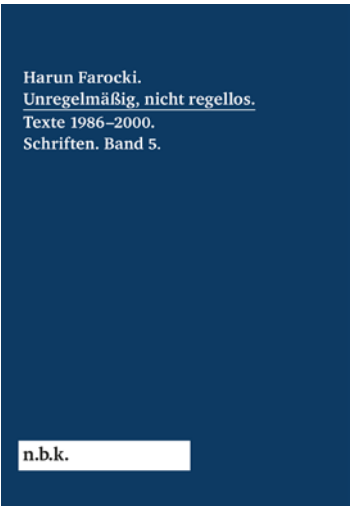 Harun Farocki.
Unregelmäßig, nicht regellos.
Texte 1986–2000.
Schriften. Band 5.
n.b.k.